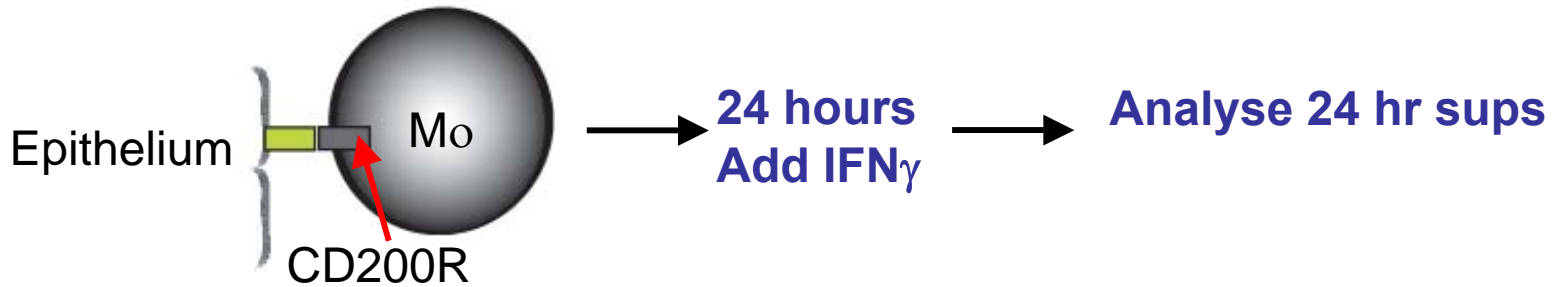 Epithelium
Mo
CD200R
24 hours
Add IFNγ
Analyse 24 hr sups